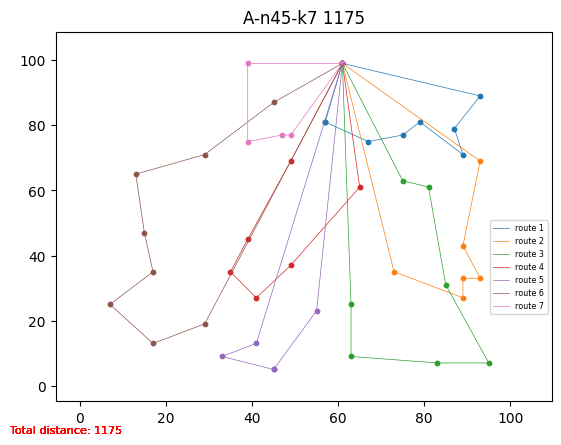 A-n45-k7 1175
100
80
60
40
20
0
0 20 40 60 80 100
route 1
route 2
route 3
route 4
route 5
route 6
route 7
Total distance: 1175